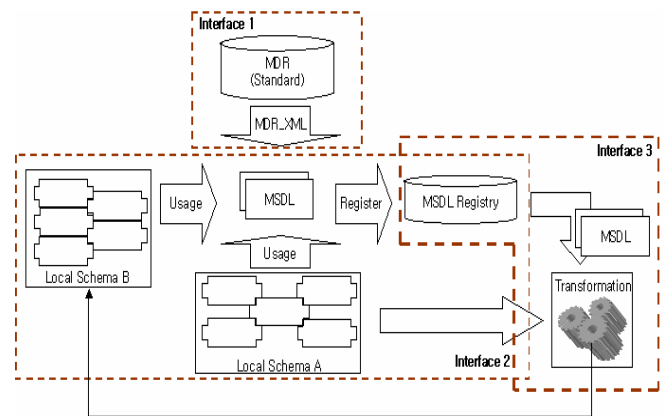 Interface 1
MDR
(Standard)
MDR_XML
Interface 3
Usage
MSDL
Register
MSDL Registry
MSDL
Usage
Local Schema B
Transformation
Local Schema A
Interface 2